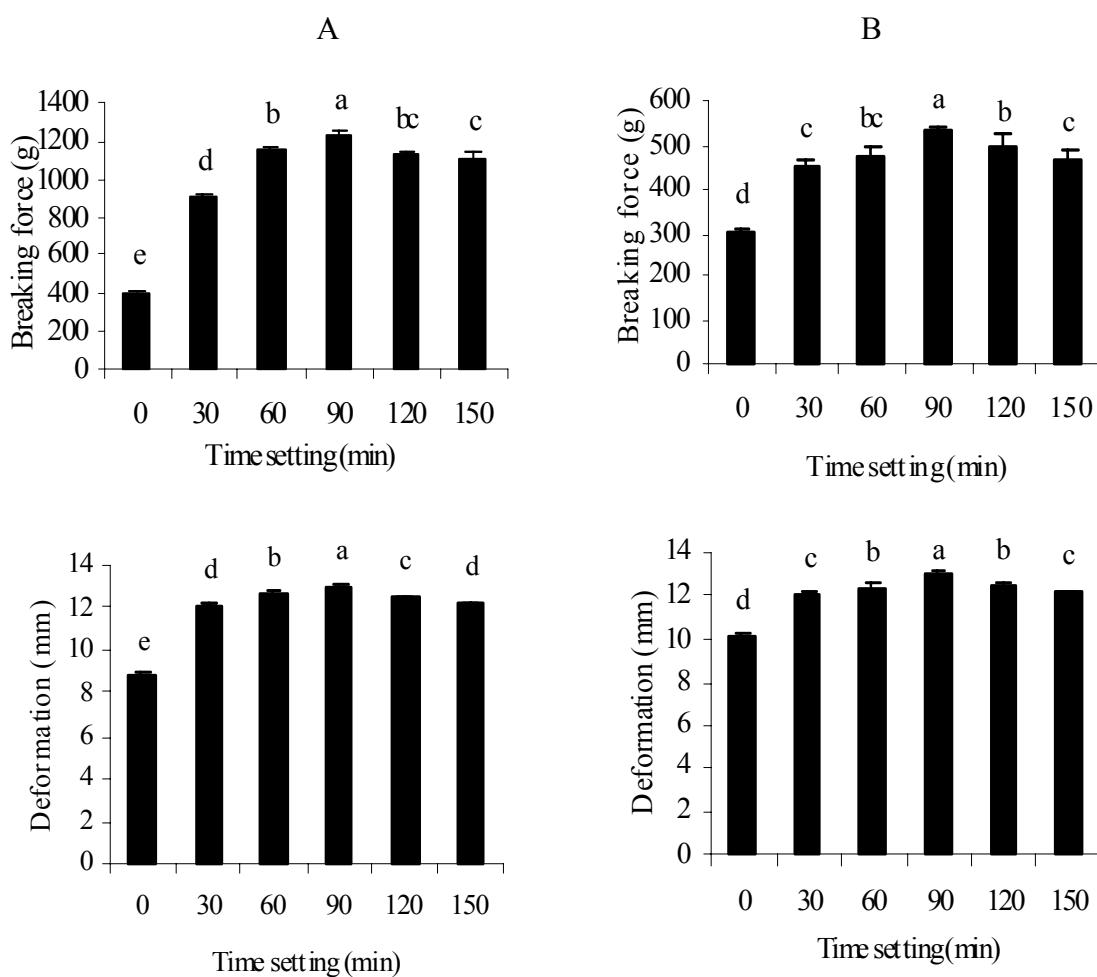 A
Breaking force (g)
1400
1200
1000
800
600
400
200
0
e
d
b
a
bc
c
0 30 60 90 120 150
Time setting (min)
B
Breaking force (g)
600
500
400
300
200
100
0
d
c
bc
a
b
c
0 30 60 90 120 150
Time setting (min)
Deformation (mm)
14
12
10
8
6
4
2
0
e
d
b
a
c
d
0 30 60 90 120 150
Time setting (min)
Deformation (mm)
14
12
10
8
6
4
2
0
d
c
b
a
b
c
0 30 60 90 120 150
Time setting (min)